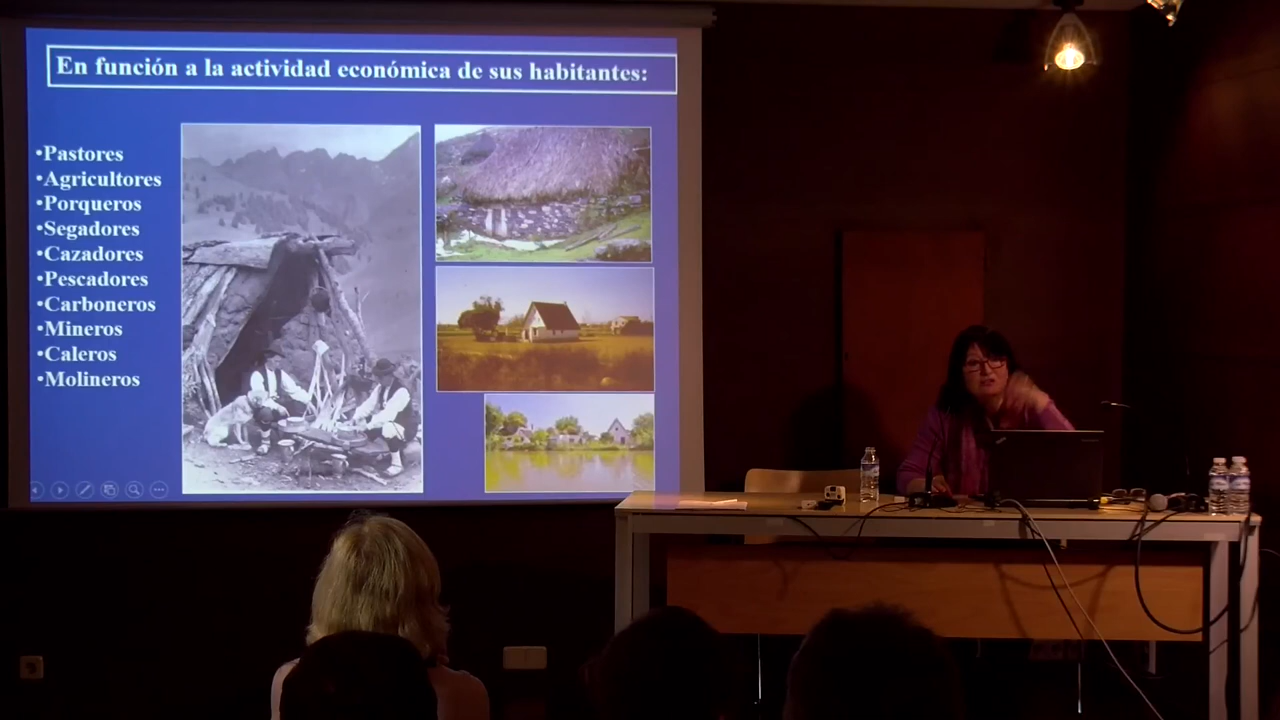 En función a la actividad económica de sus habitantes:
•Pastores
•Agricultores
•Porqueros
•Segadores
•Cazadores
•Pescadores
•Carboneros
•Mineros
•Caleros
•Molineros